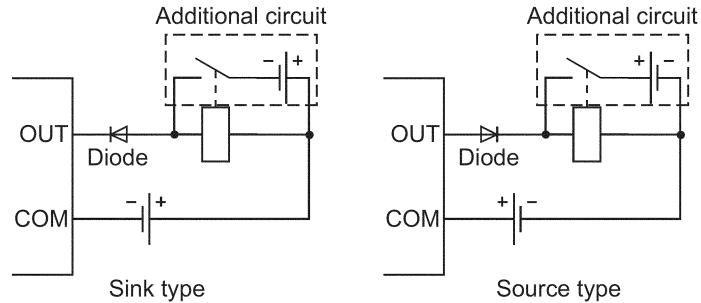 Additional circuit
− +
OUT
Diode
− +
COM
Sink type
Additional circuit
+ −
OUT
Diode
+ −
COM
Source type